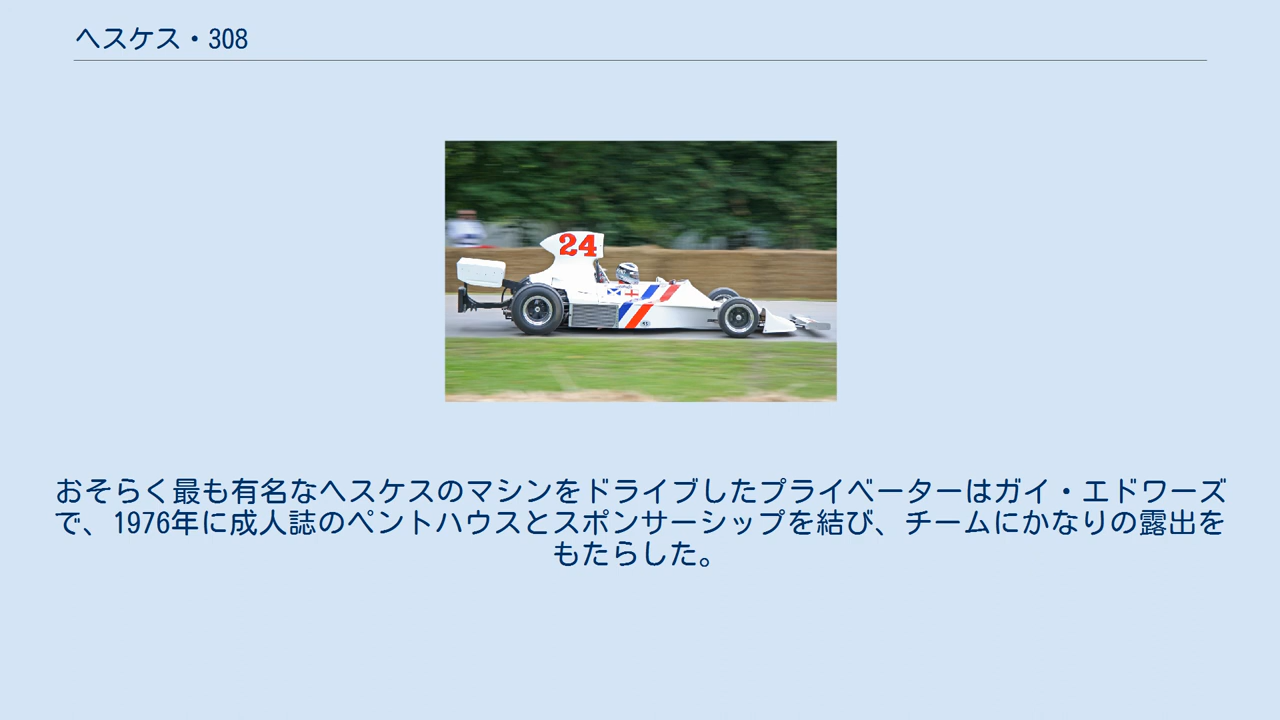 ヘスケス・308
24
おそらく最も有名なヘスケスのマシンをドライブしたプライベーターはガイ・エドワーズ
で、1976年に成人誌のペントハウスとスポンサーシップを結び、チームにかなりの露出を
もたらした。